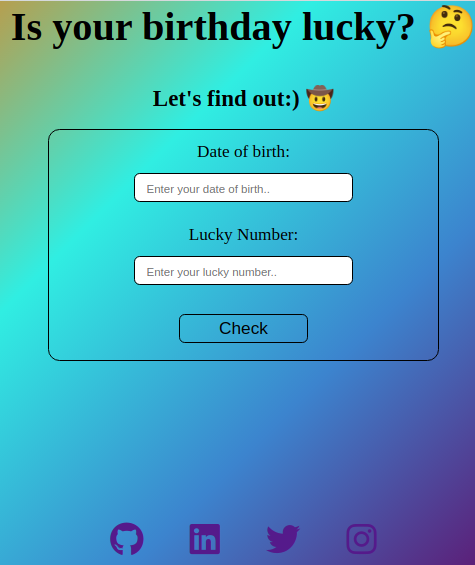 Is your birthday lucky? 🤔
Let's find out:) 🤠
Date of birth:
Enter your date of birth..
Lucky Number:
Enter your lucky number..
Check